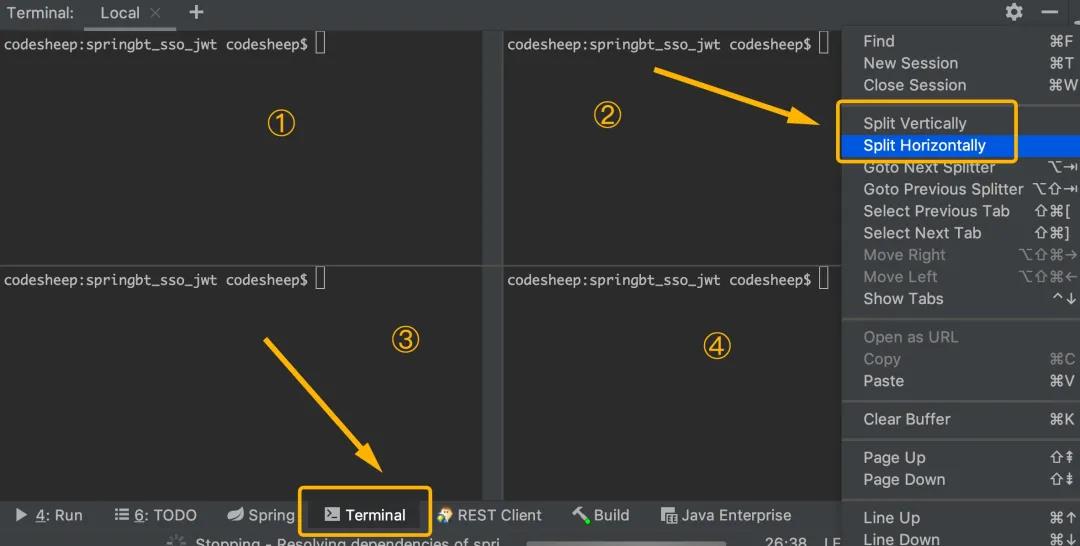 Terminal: Local × +
codesheep:springbt_sso_jwt codesheep$
codesheep:springbt_sso_jwt codesheep$
①
②
codesheep:springbt_sso_jwt codesheep$
codesheep:springbt_sso_jwt codesheep$
③
④
Find ⌘F
New Session ⌘T
Close Session ⌘W
Split Vertically
Split Horizontally
Goto Next Splitter ⌥⇥
Goto Previous Splitter ⌥⇧⇥
Select Previous Tab ⇧⌘[
Select Next Tab ⇧⌘]
Move Right ⌥⇧⌘→
Move Left ⌥⇧⌘←
Show Tabs ^↓
Open as URL
Copy ⌘C
Paste ⌘V
Clear Buffer ⌘K
Page Up ⇧⇞
Page Down ⇧⇟
Line Up ⌘↑
Line Down ⌘↓
4: Run 6: TODO Spring Terminal REST Client Build Java Enterprise
Stopping - Resolving dependencies of spri... 26:38 LF